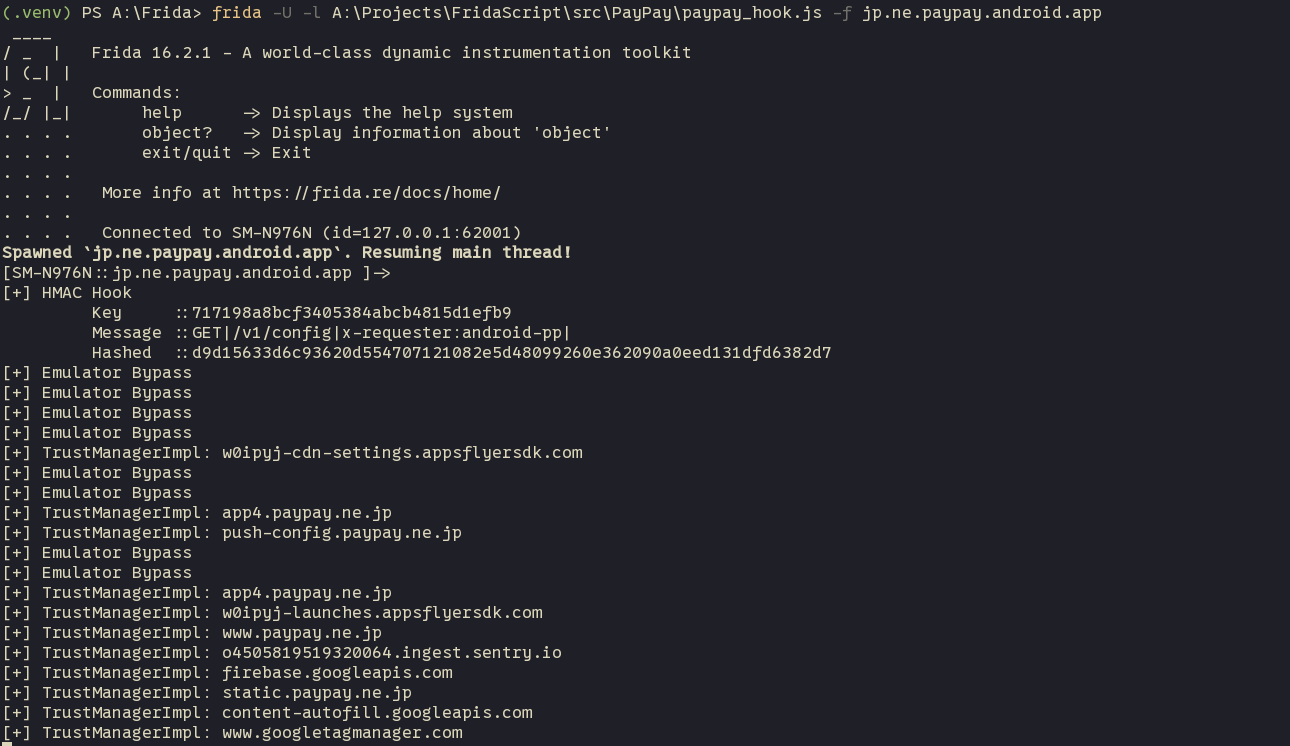 (.venv) PS A:\Frida> frida -U -l A:\Projects\FridaScript\src\PayPay\paypay_hook.js -f jp.ne.paypay.android.app
     ____
    / _  |   Frida 16.2.1 - A world-class dynamic instrumentation toolkit
   | (_| |
    > _  |   Commands:
   /_/ |_|       help      -> Displays the help system
   . . . .       object?   -> Display information about 'object'
   . . . .       exit/quit -> Exit
   . . . .
   . . . .   More info at https://frida.re/docs/home/
   . . . .
   . . . .   Connected to SM-N976N (id=127.0.0.1:62001)
Spawned `jp.ne.paypay.android.app`. Resuming main thread!
[SM-N976N::jp.ne.paypay.android.app ]->
[+] HMAC Hook
         Key     ::717198a8bcf3405384abcb4815d1efb9
         Message ::GET|/v1/config|x-requester:android-pp|
         Hashed  ::d9d15633d6c93620d554707121082e5d48099260e362090a0eed131dfd6382d7
[+] Emulator Bypass
[+] Emulator Bypass
[+] Emulator Bypass
[+] Emulator Bypass
[+] TrustManagerImpl: w0ipyj-cdn-settings.appsflyersdk.com
[+] Emulator Bypass
[+] Emulator Bypass
[+] TrustManagerImpl: app4.paypay.ne.jp
[+] TrustManagerImpl: push-config.paypay.ne.jp
[+] Emulator Bypass
[+] Emulator Bypass
[+] TrustManagerImpl: app4.paypay.ne.jp
[+] TrustManagerImpl: w0ipyj-launches.appsflyersdk.com
[+] TrustManagerImpl: www.paypay.ne.jp
[+] TrustManagerImpl: o4505819519320064.ingest.sentry.io
[+] TrustManagerImpl: firebase.googleapis.com
[+] TrustManagerImpl: static.paypay.ne.jp
[+] TrustManagerImpl: content-autofill.googleapis.com
[+] TrustManagerImpl: www.googletagmanager.com